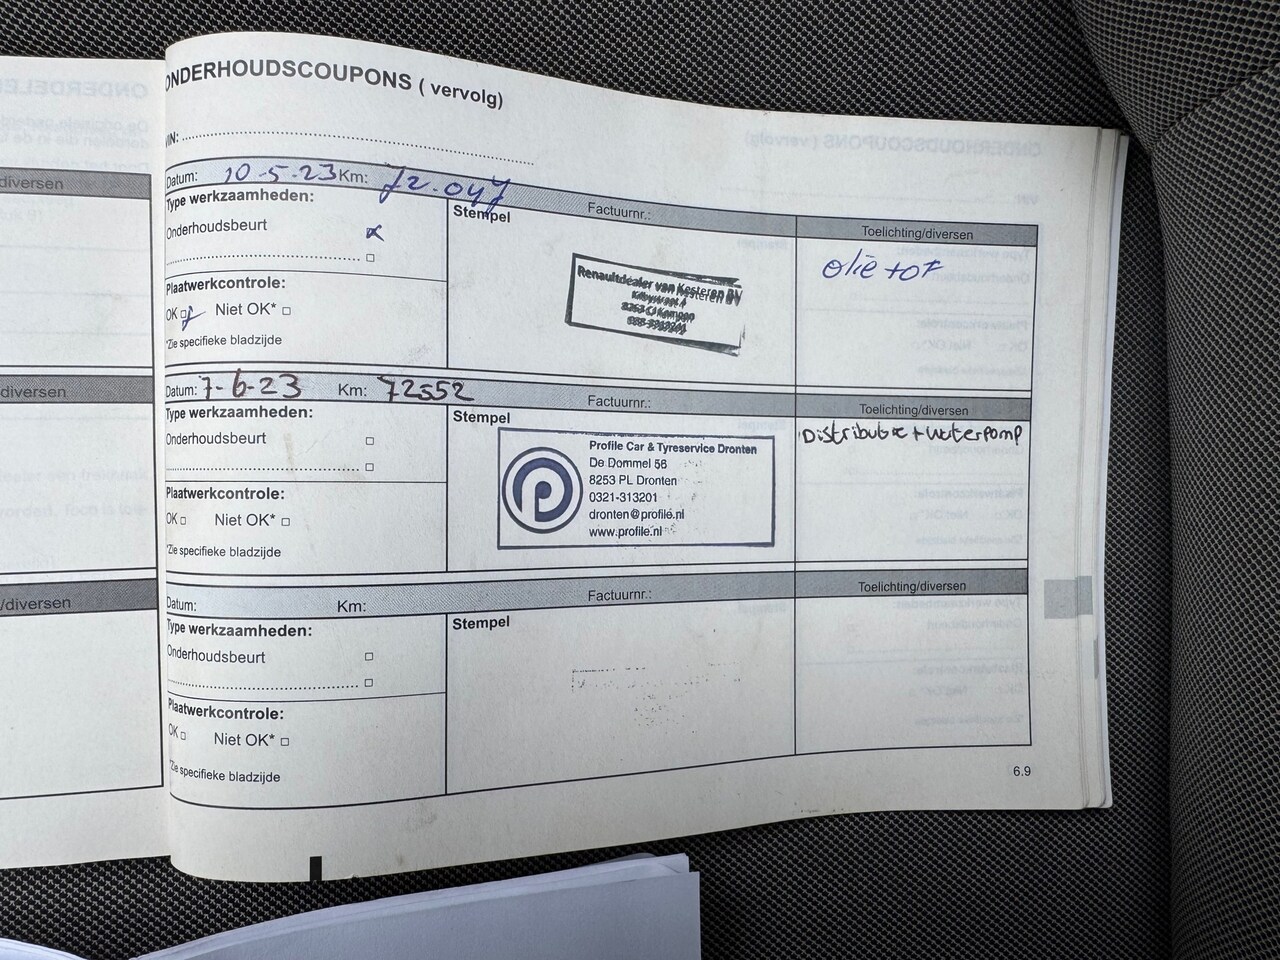 ONDERHOUDSCOUPONS ( vervolg)
Datum: 10-5-23 Km: 72.047
Type werkzaamheden:
Onderhoudsbeurt
Plaatwerkcontrole:
OK Niet OK*
*Zie specifieke bladzijde
Stempel
Factuurnr.:
Renaultdealer van Kesteren BV
8263 CJ Kampen
Toelichting/diversen
olie + of
Datum: 7-6-23 Km: 72552
Type werkzaamheden:
Onderhoudsbeurt
Plaatwerkcontrole:
OK Niet OK*
*Zie specifieke bladzijde
Stempel
Factuurnr.:
Profile Car & Tyreservice Dronten
De Dommel 56
8253 PL Dronten
0321-313201
dronten@profile.nl
www.profile.nl
Toelichting/diversen
Distributie + Waterpomp
Datum: Km:
Type werkzaamheden:
Onderhoudsbeurt
Plaatwerkcontrole:
OK Niet OK*
*Zie specifieke bladzijde
Stempel
Factuurnr.:
Toelichting/diversen
6.9
diversen
diversen
/diversen